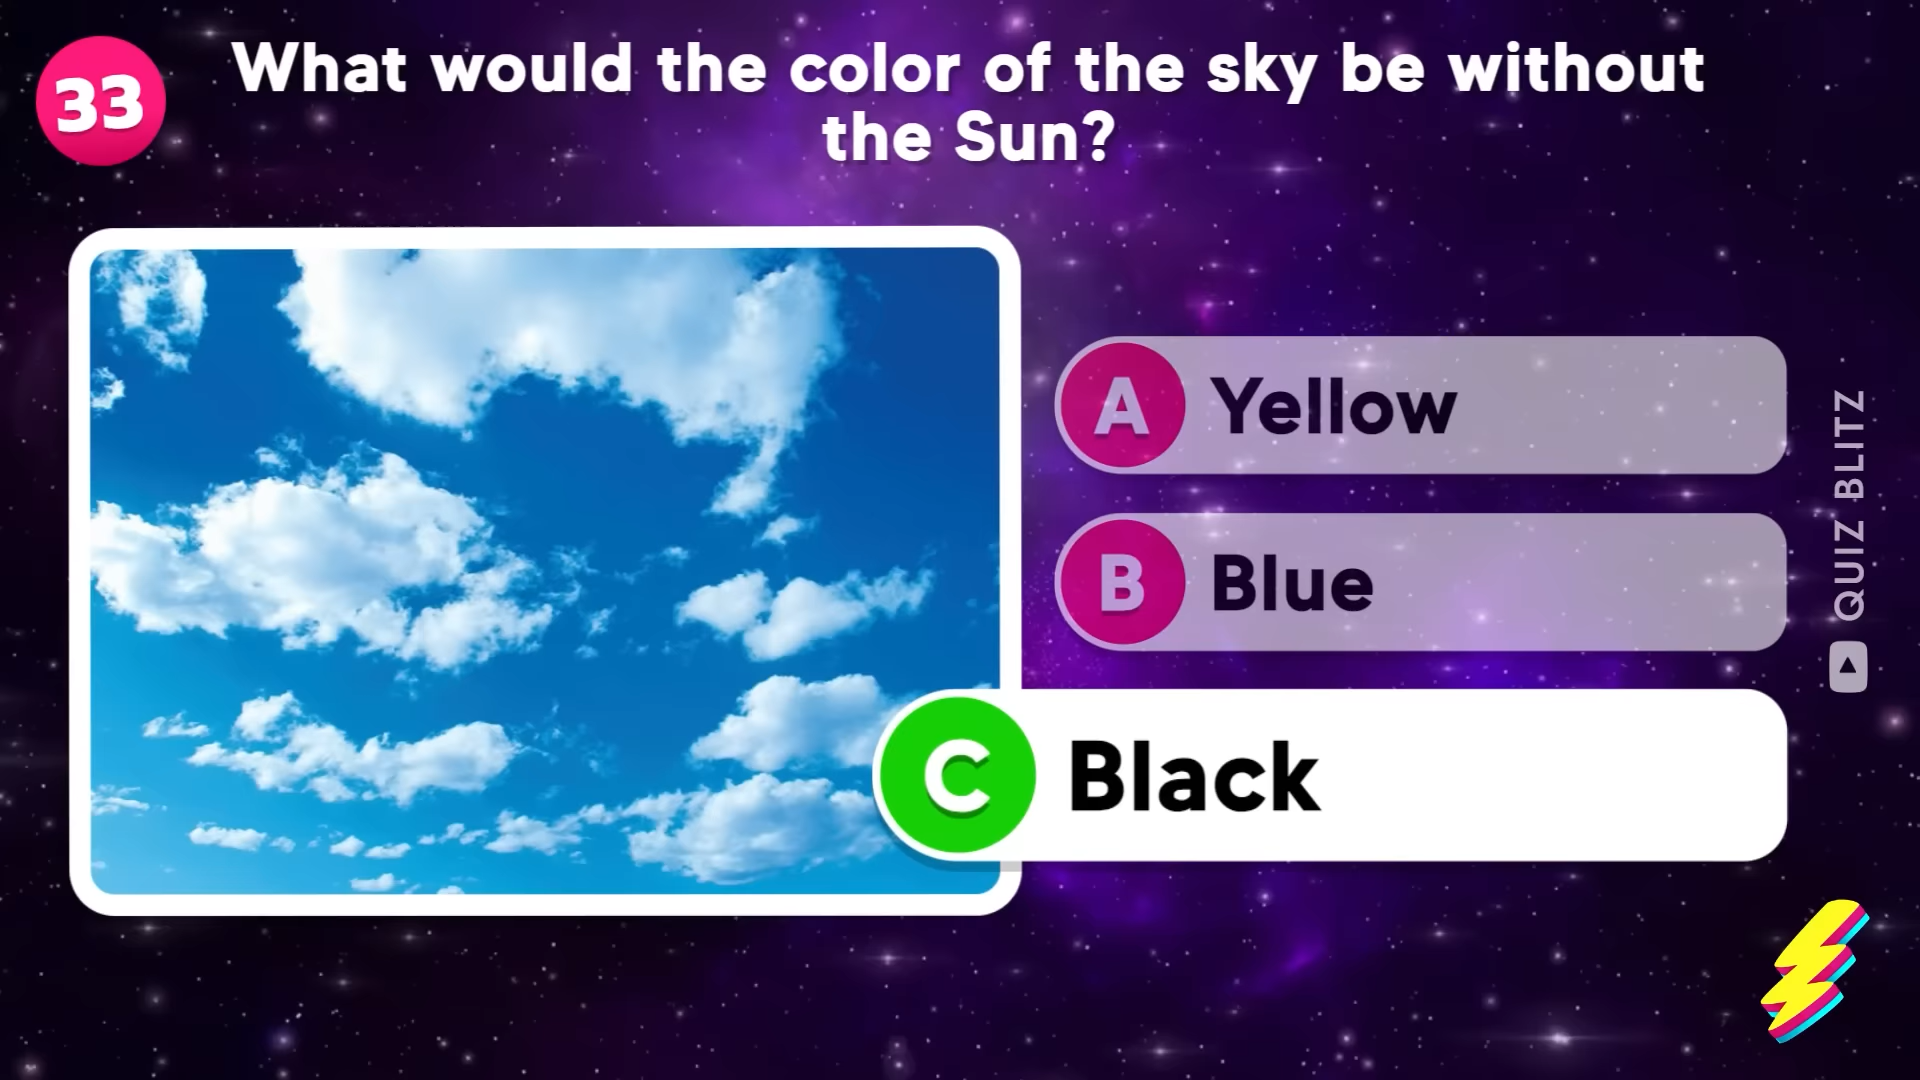 33
What would the color of the sky be without
the Sun?
A Yellow
B Blue
C Black
QUIZ BLITZ